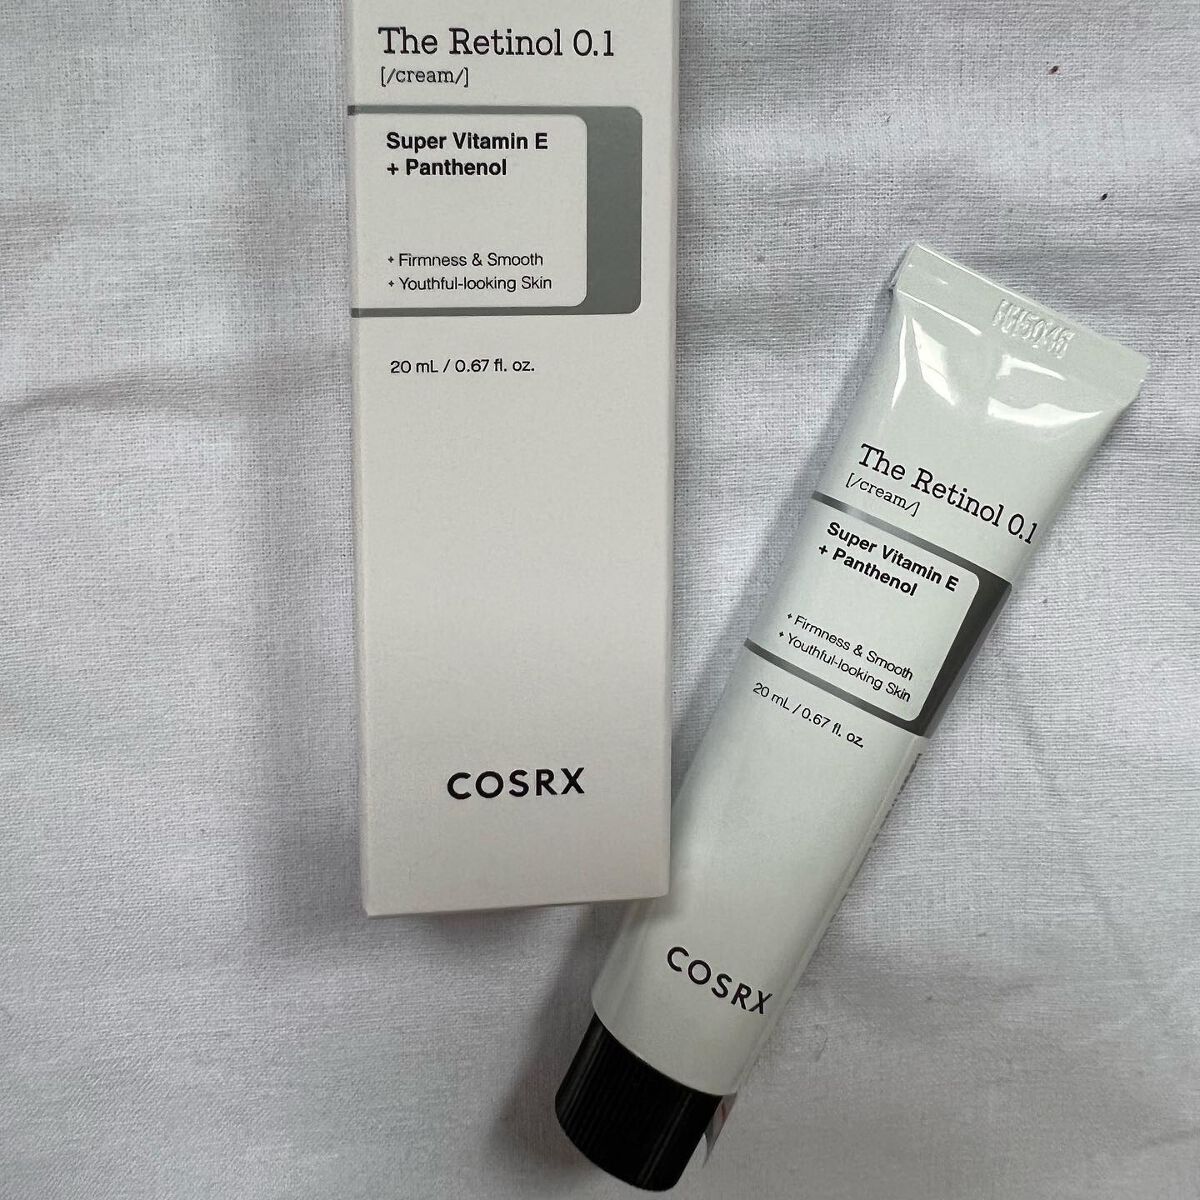 The Retinol 0.1
[/cream/]
Super Vitamin E
+ Panthenol
+ Firmness & Smooth
+ Youthful-looking Skin
20 mL / 0.67 fl. oz.
COSRX
The Retinol 0.1
[/cream/]
Super Vitamin E
+ Panthenol
+ Firmness & Smooth
+ Youthful-looking Skin
20 mL / 0.67 fl. oz.
COSRX